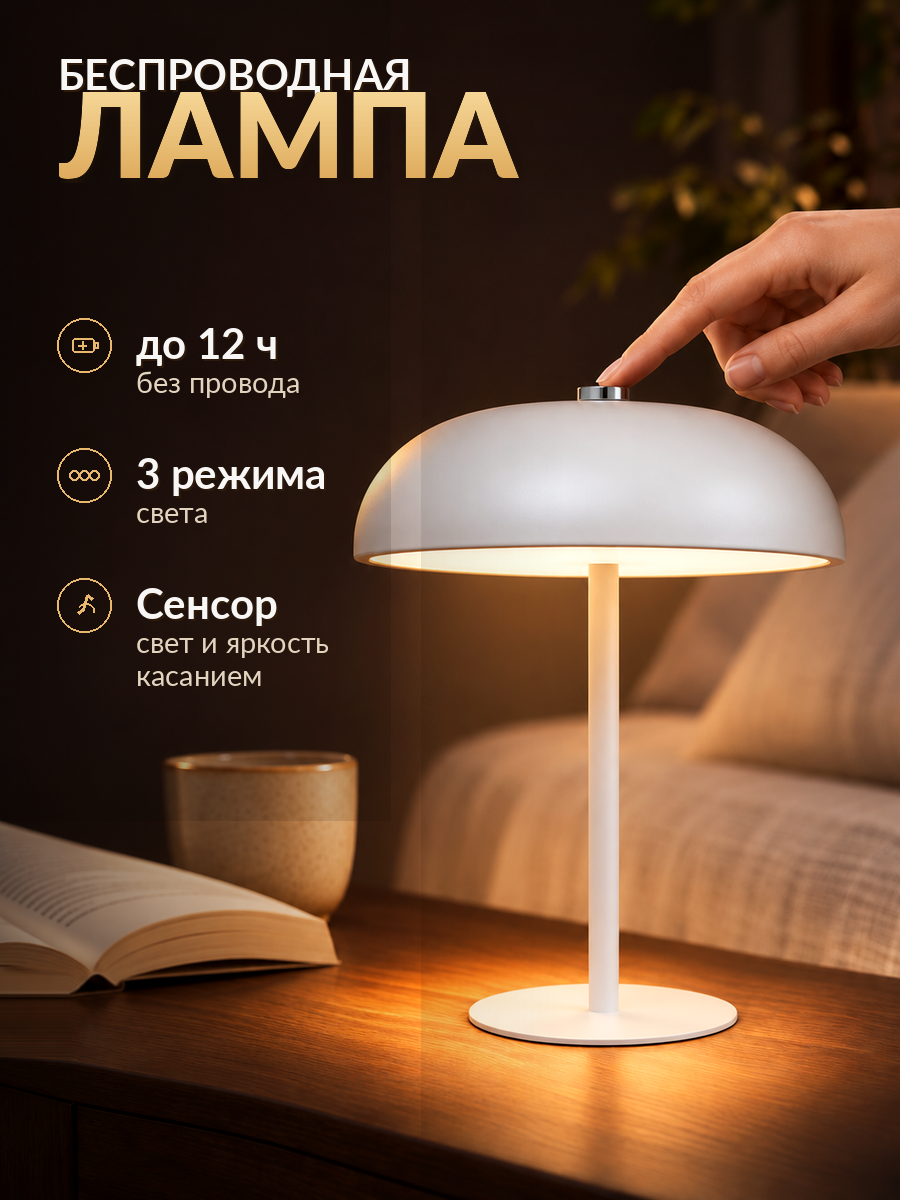 БЕСПРОВОДНАЯ
ЛАМПА
до 12 ч
без провода
3 режима
света
Сенсор
свет и яркость
касанием